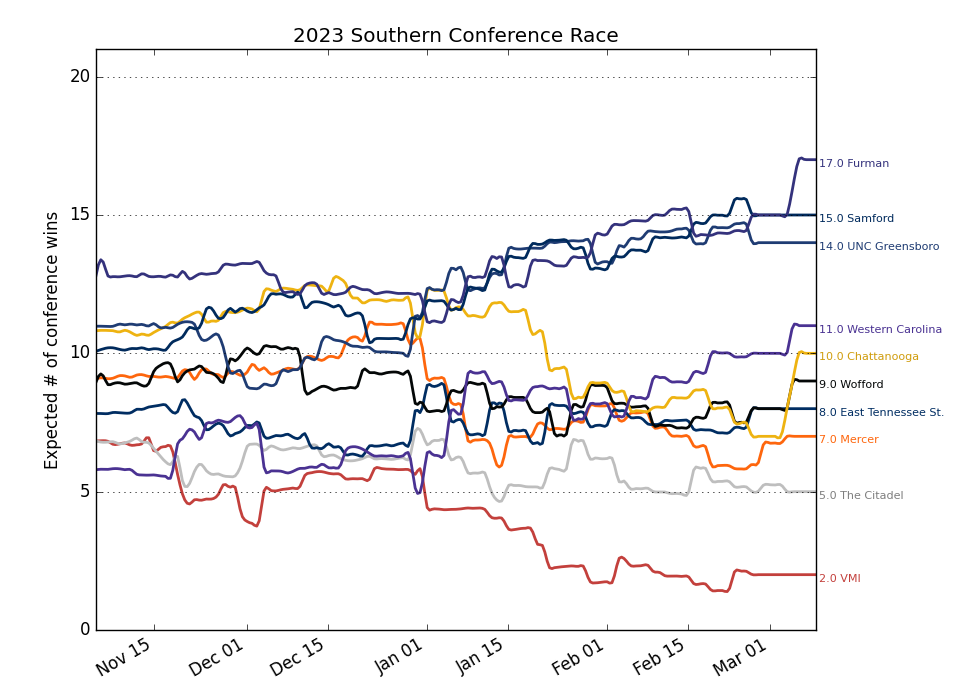 2023 Southern Conference Race
Expected # of conference wins
20
15
10
5
0
17.0 Furman
15.0 Samford
14.0 UNC Greensboro
11.0 Western Carolina
10.0 Chattanooga
9.0 Wofford
8.0 East Tennessee St.
7.0 Mercer
5.0 The Citadel
2.0 VMI
Nov 15
Dec 01
Dec 15
Jan 01
Jan 15
Feb 01
Feb 15
Mar 01